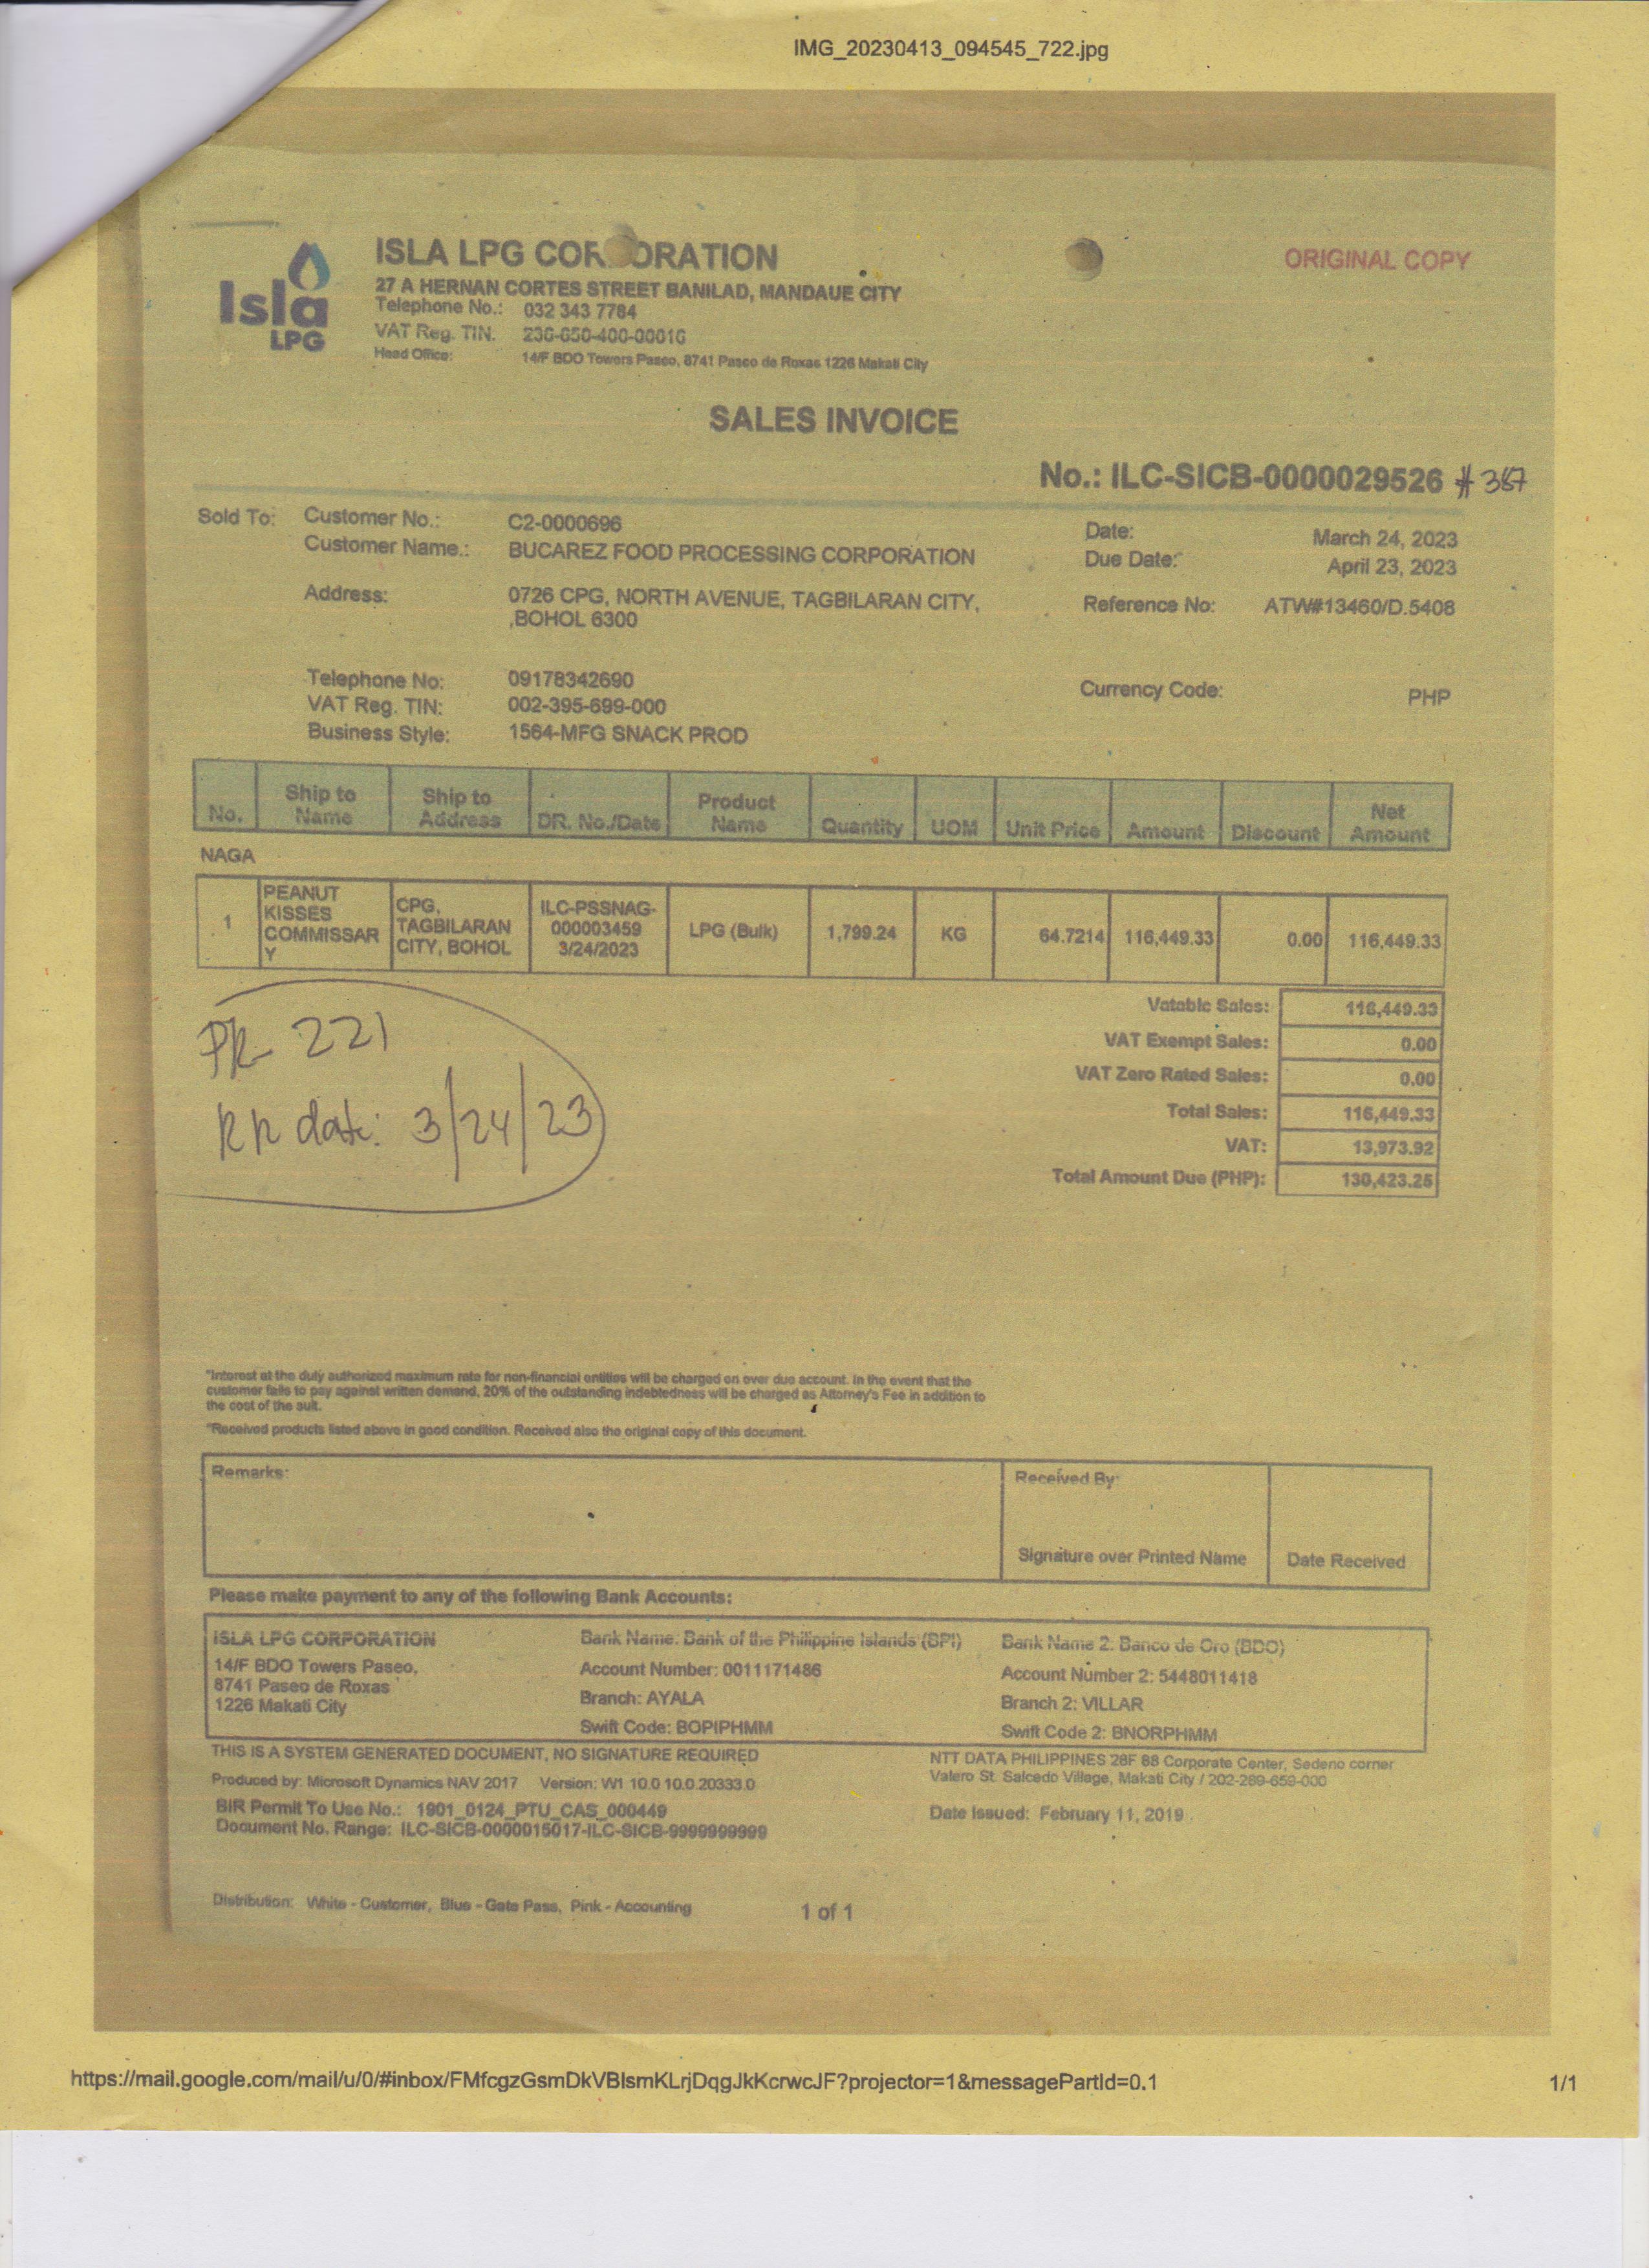 IMG_20230413_094545_722.jpg
Isla
LPG
ISLA LPG CORPORATION
27 A HERNAN CORTES STREET BANILAD, MANDAUE CITY
Telephone No.: 032 343 7784
VAT Reg. TIN. 236-650-400-00016
Head Office: 14/F BDO Towers Paseo, 8741 Paseo de Roxas 1226 Makati City
ORIGINAL COPY
SALES INVOICE
No.: ILC-SICB-0000029526 # 387
Sold To: Customer No.: C2-0000696
Customer Name.: BUCAREZ FOOD PROCESSING CORPORATION
Address: 0726 CPG, NORTH AVENUE, TAGBILARAN CITY,
,BOHOL 6300
Telephone No: 09178342690
VAT Reg. TIN: 002-395-699-000
Business Style: 1564-MFG SNACK PROD
Date: March 24, 2023
Due Date: April 23, 2023
Reference No: ATW#13460/D.5408
Currency Code: PHP
No. Ship to Name Ship to Address DR. No./Date Product Name Quantity UOM Unit Price Amount Discount Net Amount
NAGA
1 PEANUT KISSES COMMISSARY CPG, TAGBILARAN CITY, BOHOL ILC-PSSNAG-000003459 3/24/2023 LPG (Bulk) 1,799.24 KG 64.7214 116,449.33 0.00 116,449.33
PR- 221
RR date: 3/24/23
Vatable Sales: 116,449.33
VAT Exempt Sales: 0.00
VAT Zero Rated Sales: 0.00
Total Sales: 116,449.33
VAT: 13,973.92
Total Amount Due (PHP): 130,423.25
"Interest at the duly authorized maximum rate for non-financial entities will be charged on over due account. In the event that the
customer fails to pay against written demand, 20% of the outstanding indebtedness will be charged as Attorney's Fee in addition to
the cost of the suit.
"Received products listed above in good condition. Received also the original copy of this document.
Remarks:
Received By:
Signature over Printed Name
Date Received
Please make payment to any of the following Bank Accounts:
ISLA LPG CORPORATION
14/F BDO Towers Paseo,
8741 Paseo de Roxas
1226 Makati City
Bank Name: Bank of the Philippine Islands (BPI)
Account Number: 0011171486
Branch: AYALA
Swift Code: BOPIPHMM
Bank Name 2: Banco de Oro (BDO)
Account Number 2: 5448011418
Branch 2: VILLAR
Swift Code 2: BNORPHMM
THIS IS A SYSTEM GENERATED DOCUMENT, NO SIGNATURE REQUIRED
Produced by: Microsoft Dynamics NAV 2017 Version: W1 10.0 10.0.20333.0
BIR Permit To Use No.: 1901_0124_PTU_CAS_000449
Document No. Range: ILC-SICB-0000015017-ILC-SICB-9999999999
NTT DATA PHILIPPINES 28F 88 Corporate Center, Sedeno corner
Valero St. Salcedo Village, Makati City / 202-289-659-000
Date Issued: February 11, 2019
Distribution: White - Customer, Blue - Gate Pass, Pink - Accounting
1 of 1
https://mail.google.com/mail/u/0/#inbox/FMfcgzGsmDkVBlsmKLrjDqgJkKcrwcJF?projector=1&messagePartId=0.1
1/1